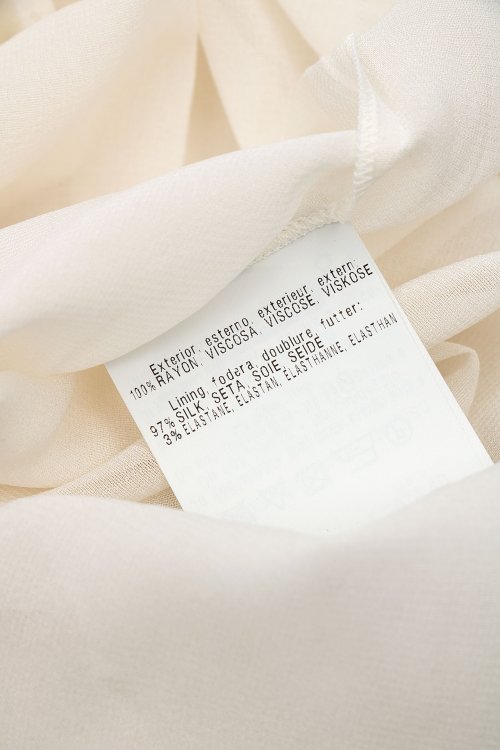 Exterior, esterno, exterieur, extern:
100% RAYON, VISCOSA, VISCOSE, VISKOSE
Lining, fodera, doublure, futter:
97% SILK, SETA, SOIE, SEIDE
3% ELASTANE, ELASTAN, ELASTHANNE, ELASTHAN